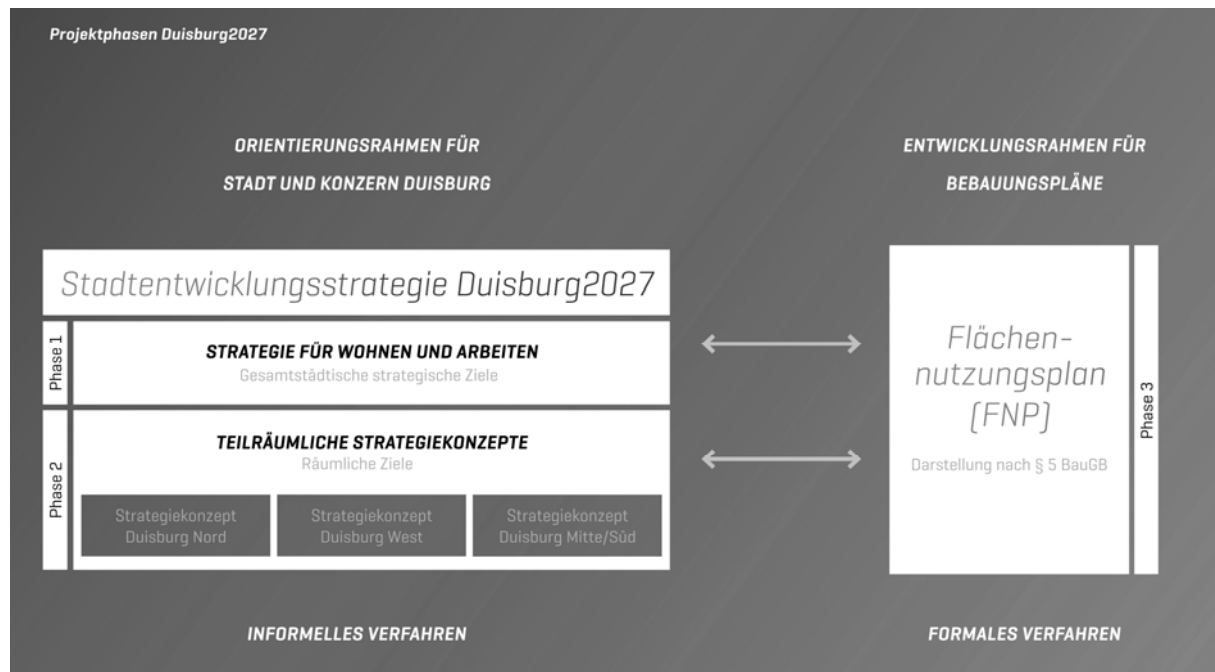 Projektphasen Duisburg2027
ORIENTIERUNGSRAHMEN FÜR
STADT UND KONZERN DUISBURG
Stadtentwicklungsstrategie Duisburg2027
Phase 1
STRATEGIE FÜR WOHNEN UND ARBEITEN
Gesamtstädtische strategische Ziele
Phase 2
TEILRÄUMLICHE STRATEGIEKONZEPTE
Räumliche Ziele
Strategiekonzept
Duisburg Nord
Strategiekonzept
Duisburg West
Strategiekonzept
Duisburg Mitte/Süd
INFORMELLES VERFAHREN
ENTWICKLUNGSRAHMEN FÜR
BEBAUUNGSPLÄNE
Flächen-
nutzungsplan
(FNP)
Darstellung nach § 5 BauGB
Phase 3
FORMALES VERFAHREN